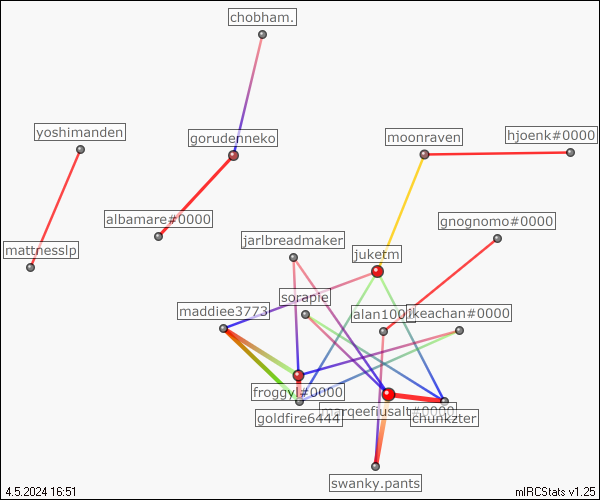 chobham.
yoshimanden
gorudenneko
moonraven
hjoenk#0000
albamare#0000
gnognomo#0000
mattnesslp
jarlbreadmaker
juketm
sorapie
maddiee3773
alan100
ikeachan#0000
froggyl#0000
goldfire6444
marqeefiusalt#0000
chunkzter
swanky.pants
4.5.2024 16:51
mIRCStats v1.25